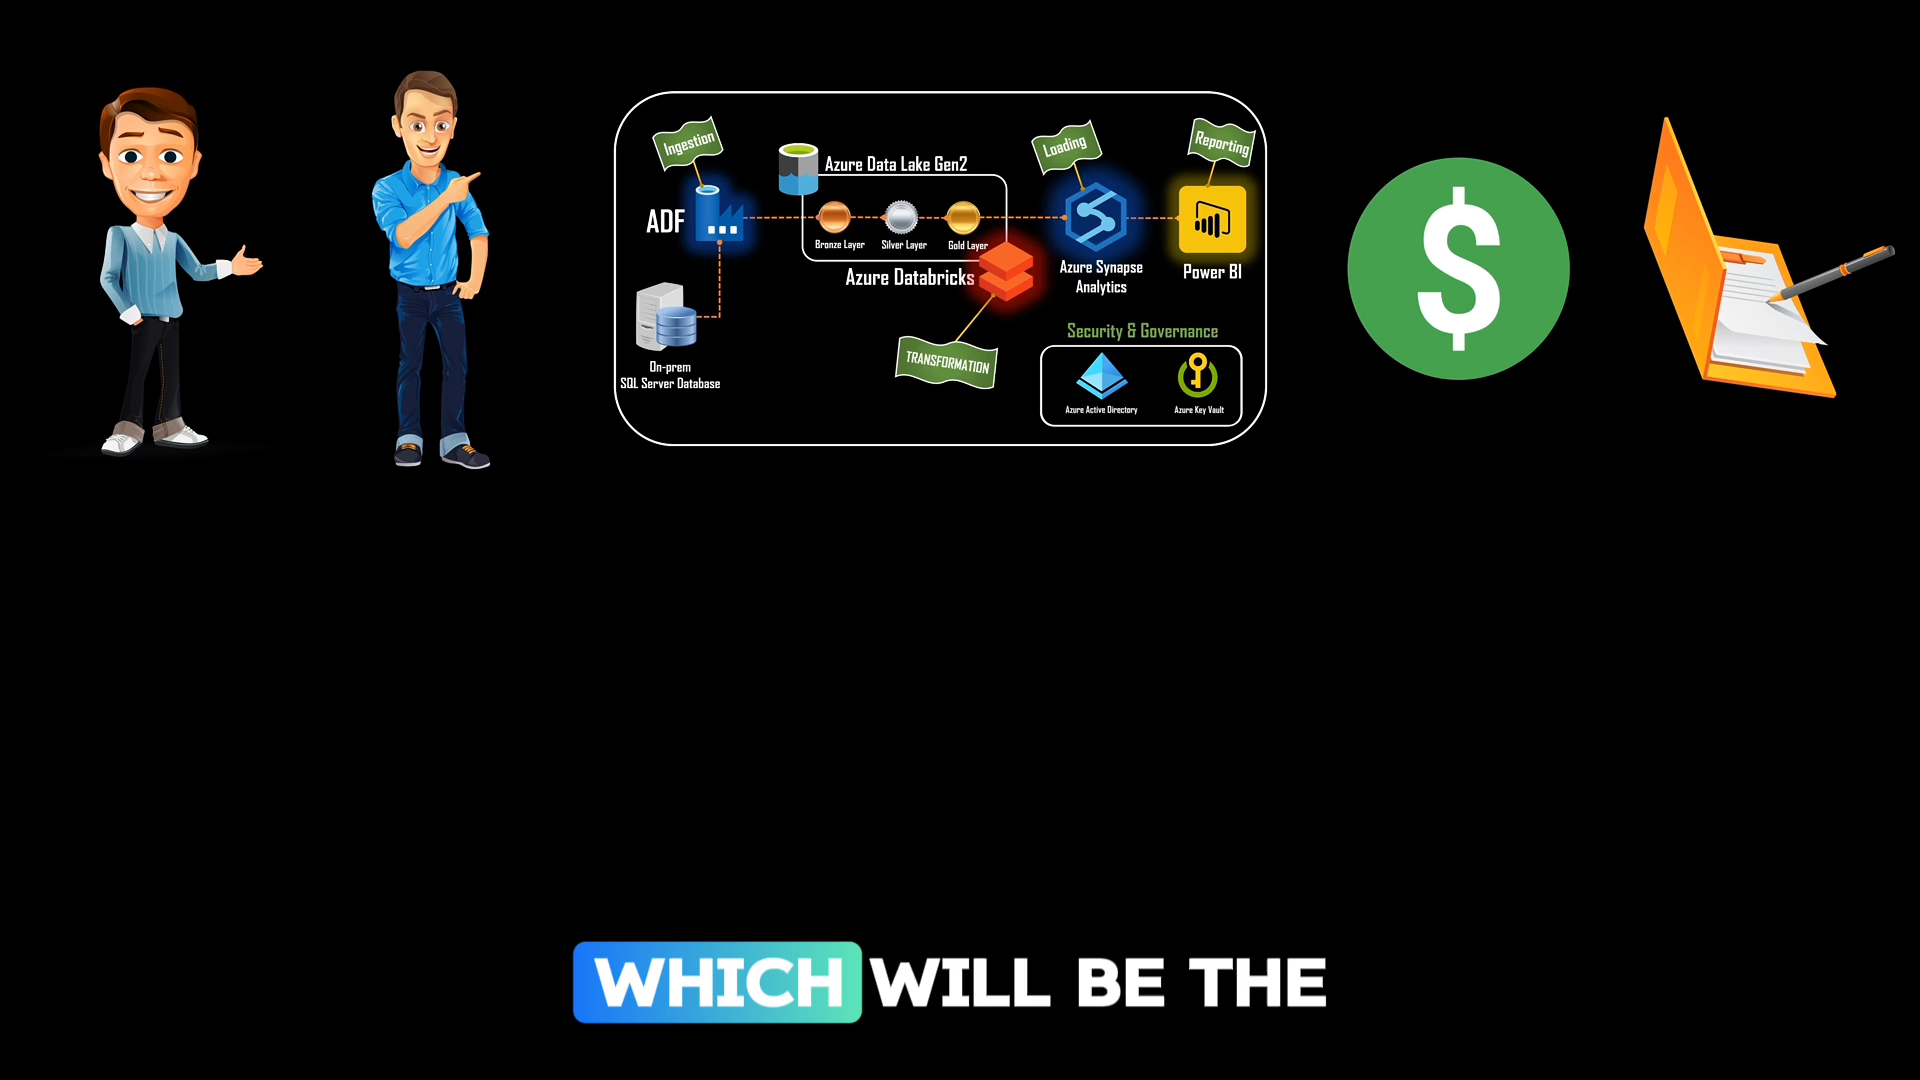 Ingestion
Loading
Reporting
Azure Data Lake Gen2
ADF
Bronze Layer
Silver Layer
Gold Layer
Azure Databricks
Azure Synapse
Analytics
Power BI
TRANSFORMATION
On-prem
SQL Server Database
Security & Governance
Azure Active Directory
Azure Key Vault
$
WHICH WILL BE THE